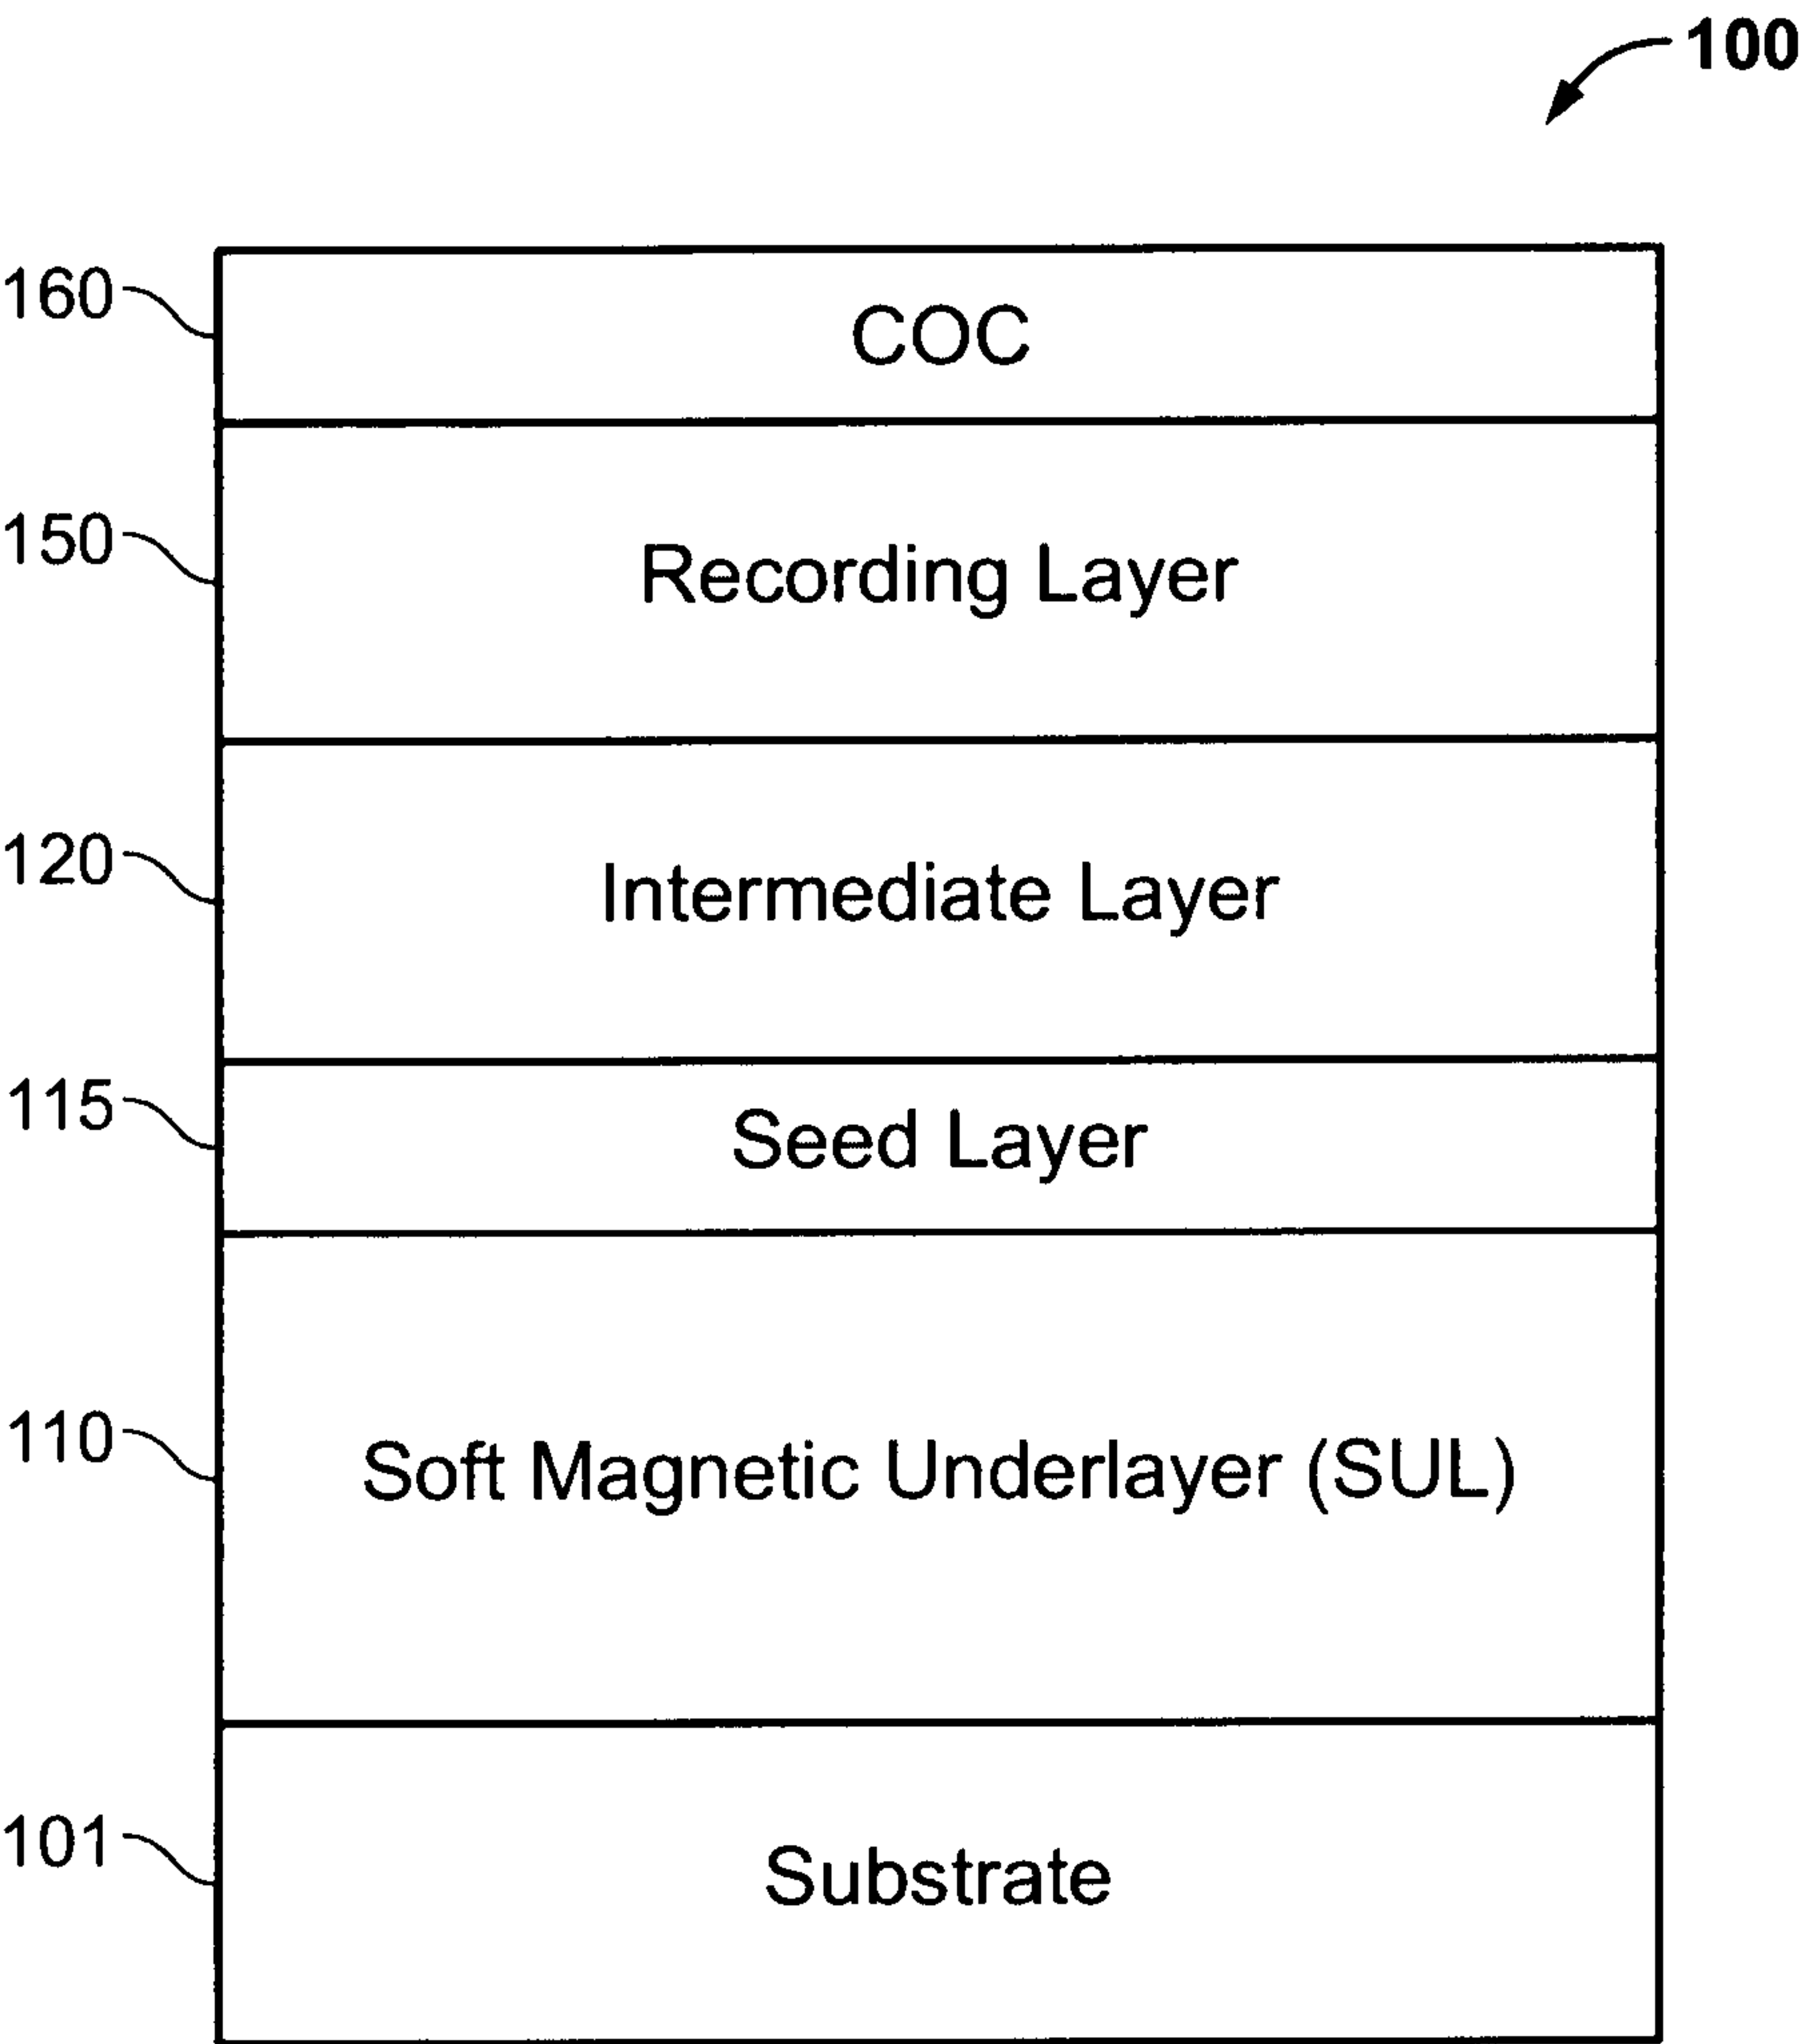 100
160
COC
150
Recording Layer
120
Intermediate Layer
115
Seed Layer
110
Soft Magnetic Underlayer (SUL)
101
Substrate